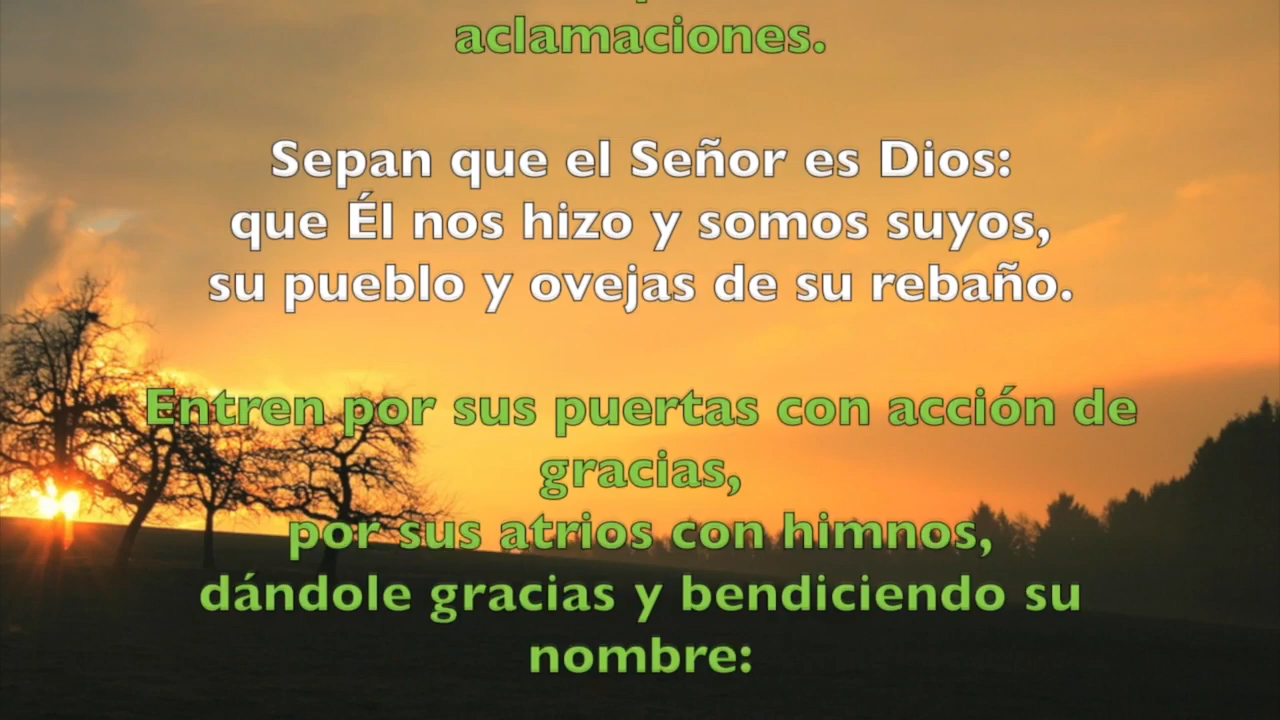 aclamaciones.
Sepan que el Señor es Dios:
que Él nos hizo y somos suyos,
su pueblo y ovejas de su rebaño.
Entren por sus puertas con acción de
gracias,
por sus atrios con himnos,
dándole gracias y bendiciendo su
nombre: